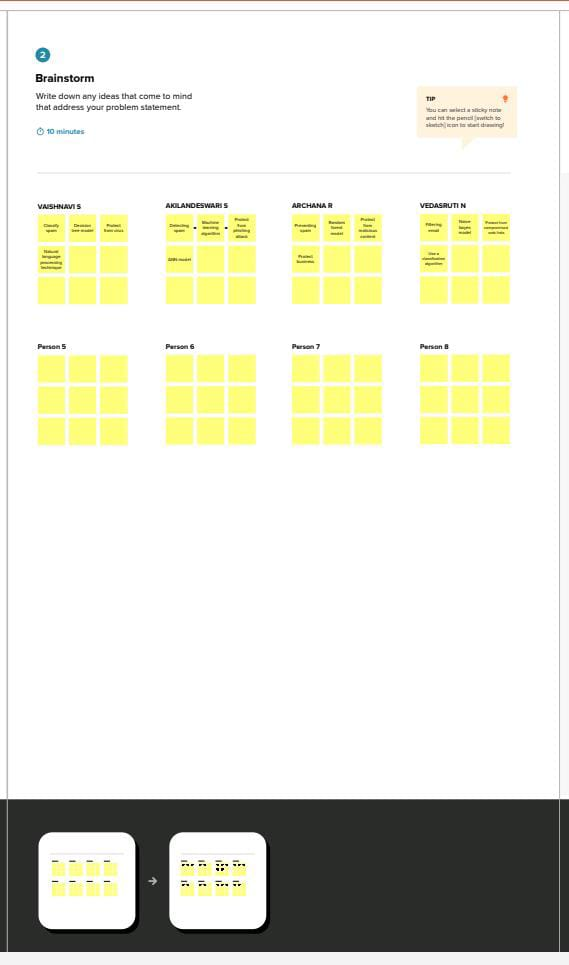 2
Brainstorm
Write down any ideas that come to mind
that address your problem statement.
10 minutes
TIP
You can select a sticky note
and hit the pencil [switch to
sketch] icon to start drawing!
VAISHNAVI S
Classify
spam
Decision
tree model
Protect
from virus
Natural
language
processing
technique
AKILANDESWARI S
Detecting
spam
Machine
learning
algorithm
Protect
from
phishing
attack
ANN model
ARCHANA R
Preventing
spam
Random
forest
model
Protect
from
malicious
content
Protect
business
VEDASRUTI N
Filtering
email
Naive
bayes
model
Protect from
compromised
web links
Use a
classification
algorithm
Person 5
Person 6
Person 7
Person 8